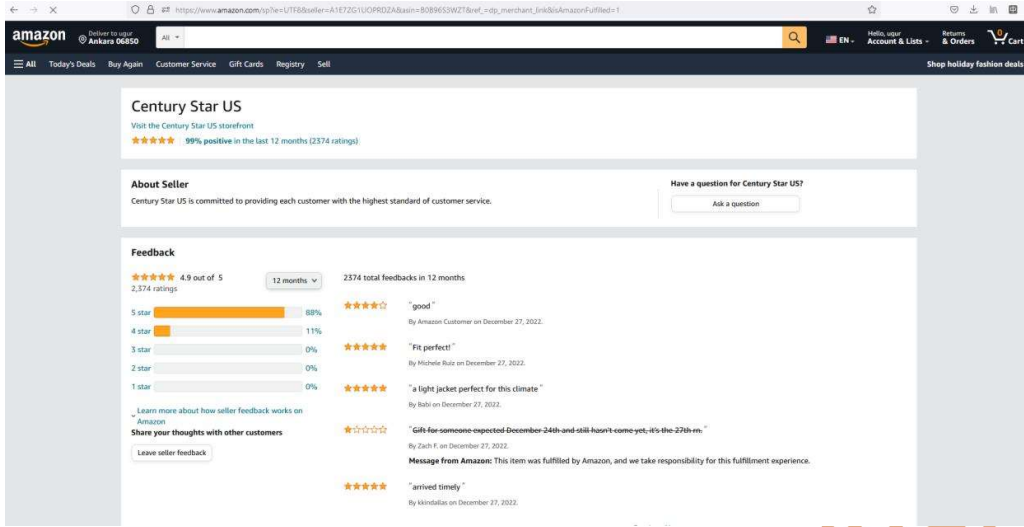 https://www.amazon.com/sp?ie=UTF8&seller=A1E7ZG1UOPRDZA&asin=B0B9653WZT&ref_=dp_merchant_link&isAmazonFulfilled=1
amazon
Deliver to ugur
Ankara 06850
All
EN
Hello, ugur
Account & Lists
Returns
& Orders
0
Cart
All Today's Deals Buy Again Customer Service Gift Cards Registry Sell
Shop holiday fashion deals
Century Star US
Visit the Century Star US storefront
99% positive in the last 12 months (2374 ratings)
About Seller
Century Star US is committed to providing each customer with the highest standard of customer service.
Have a question for Century Star US?
Ask a question
Feedback
4.9 out of 5
2,374 ratings
12 months
5 star 88%
4 star 11%
3 star 0%
2 star 0%
1 star 0%
Learn more about how seller feedback works on
Amazon
Share your thoughts with other customers
Leave seller feedback
2374 total feedbacks in 12 months
"good"
By Amazon Customer on December 27, 2022.
"Fit perfect!"
By Michele Ruiz on December 27, 2022.
"a light jacket perfect for this climate"
By Babi on December 27, 2022.
"Gift for someone expected December 24th and still hasn't come yet, it's the 27th rn."
By Zach F. on December 27, 2022.
Message from Amazon: This item was fulfilled by Amazon, and we take responsibility for this fulfillment experience.
"arrived timely"
By kkindallas on December 27, 2022.